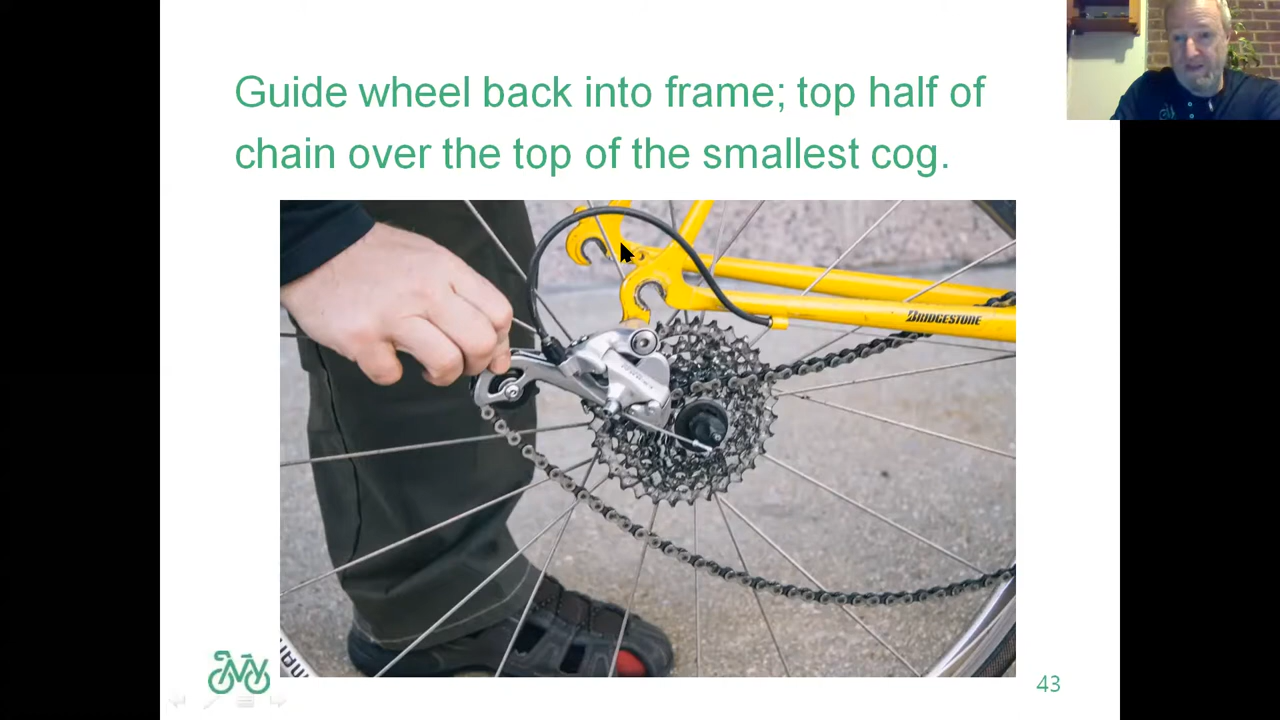 Guide wheel back into frame; top half of
chain over the top of the smallest cog.
BRIDGESTONE
43